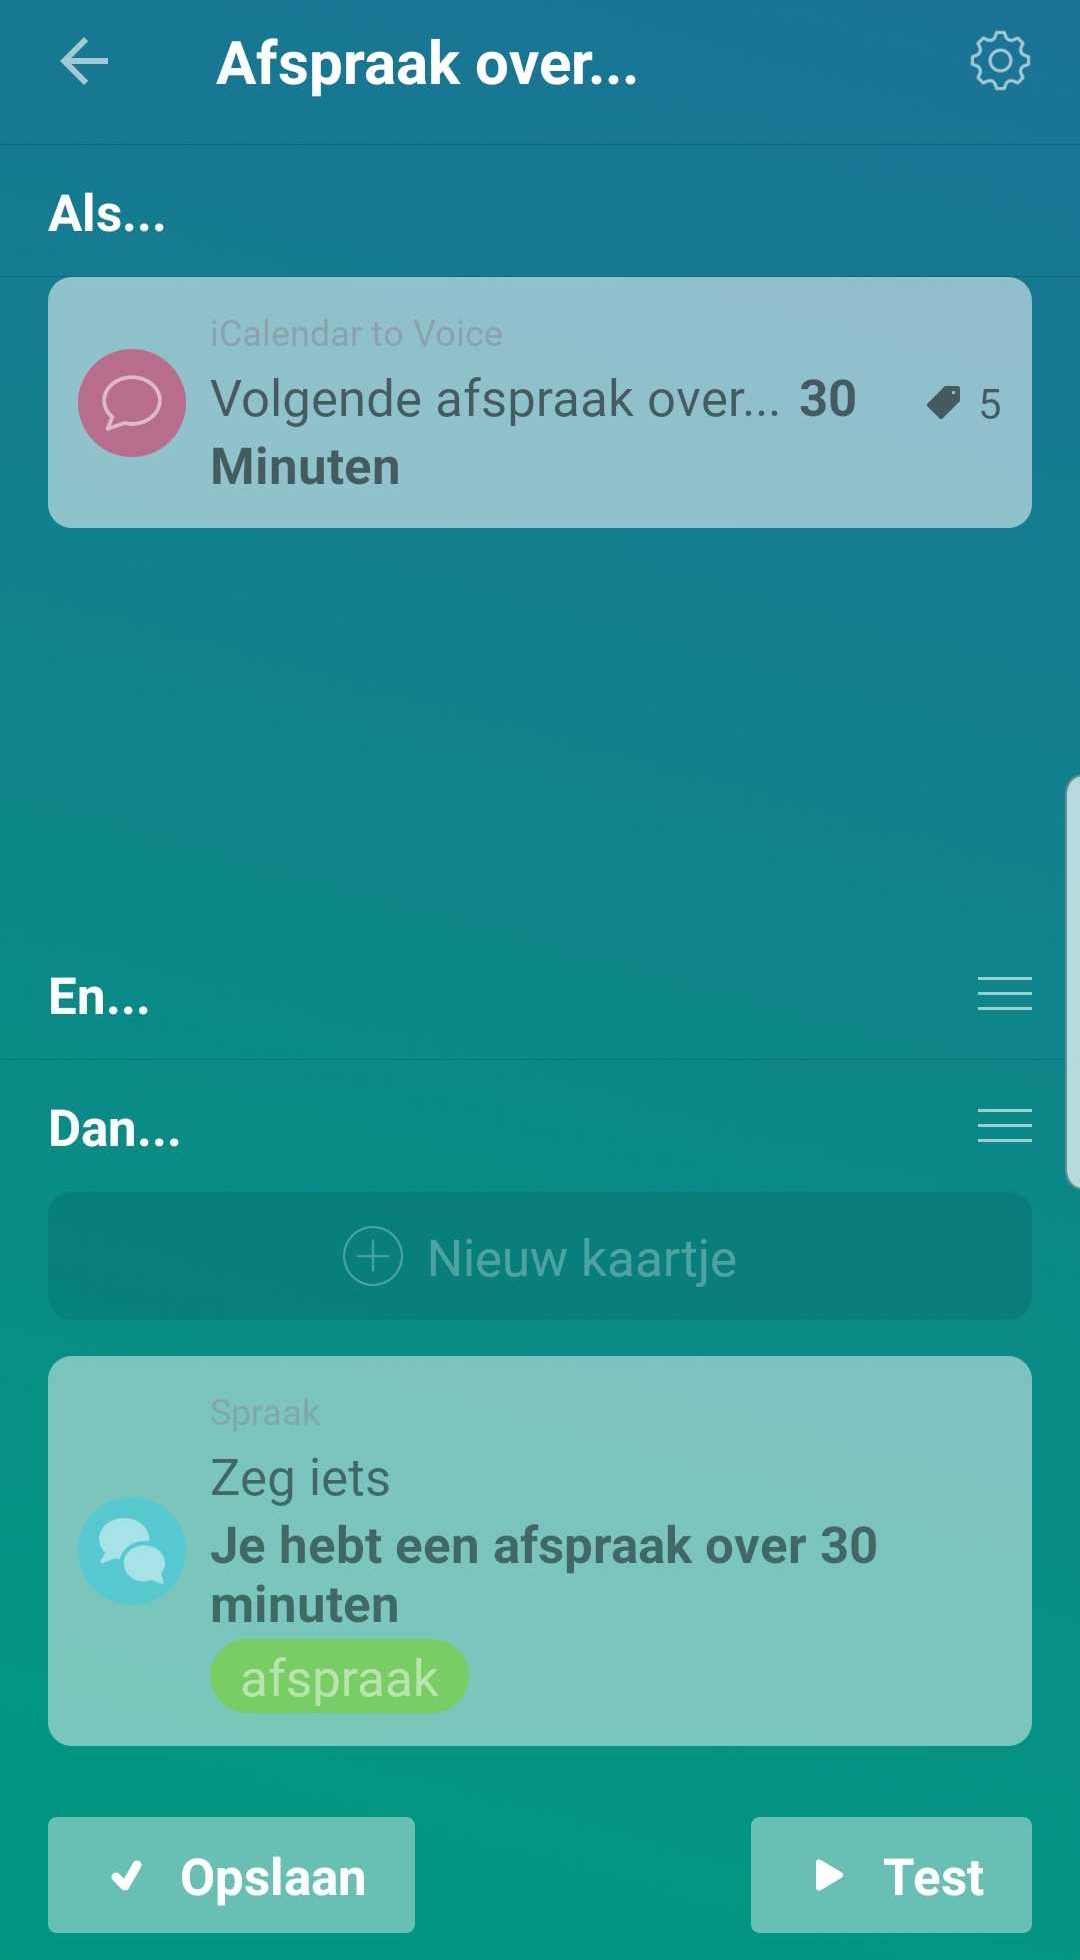 Afspraak over...
Als...
iCalendar to Voice
Volgende afspraak over... 30
5
Minuten
En...
Dan...
Nieuw kaartje
Spraak
Zeg iets
Je hebt een afspraak over 30
minuten
afspraak
Opslaan
Test